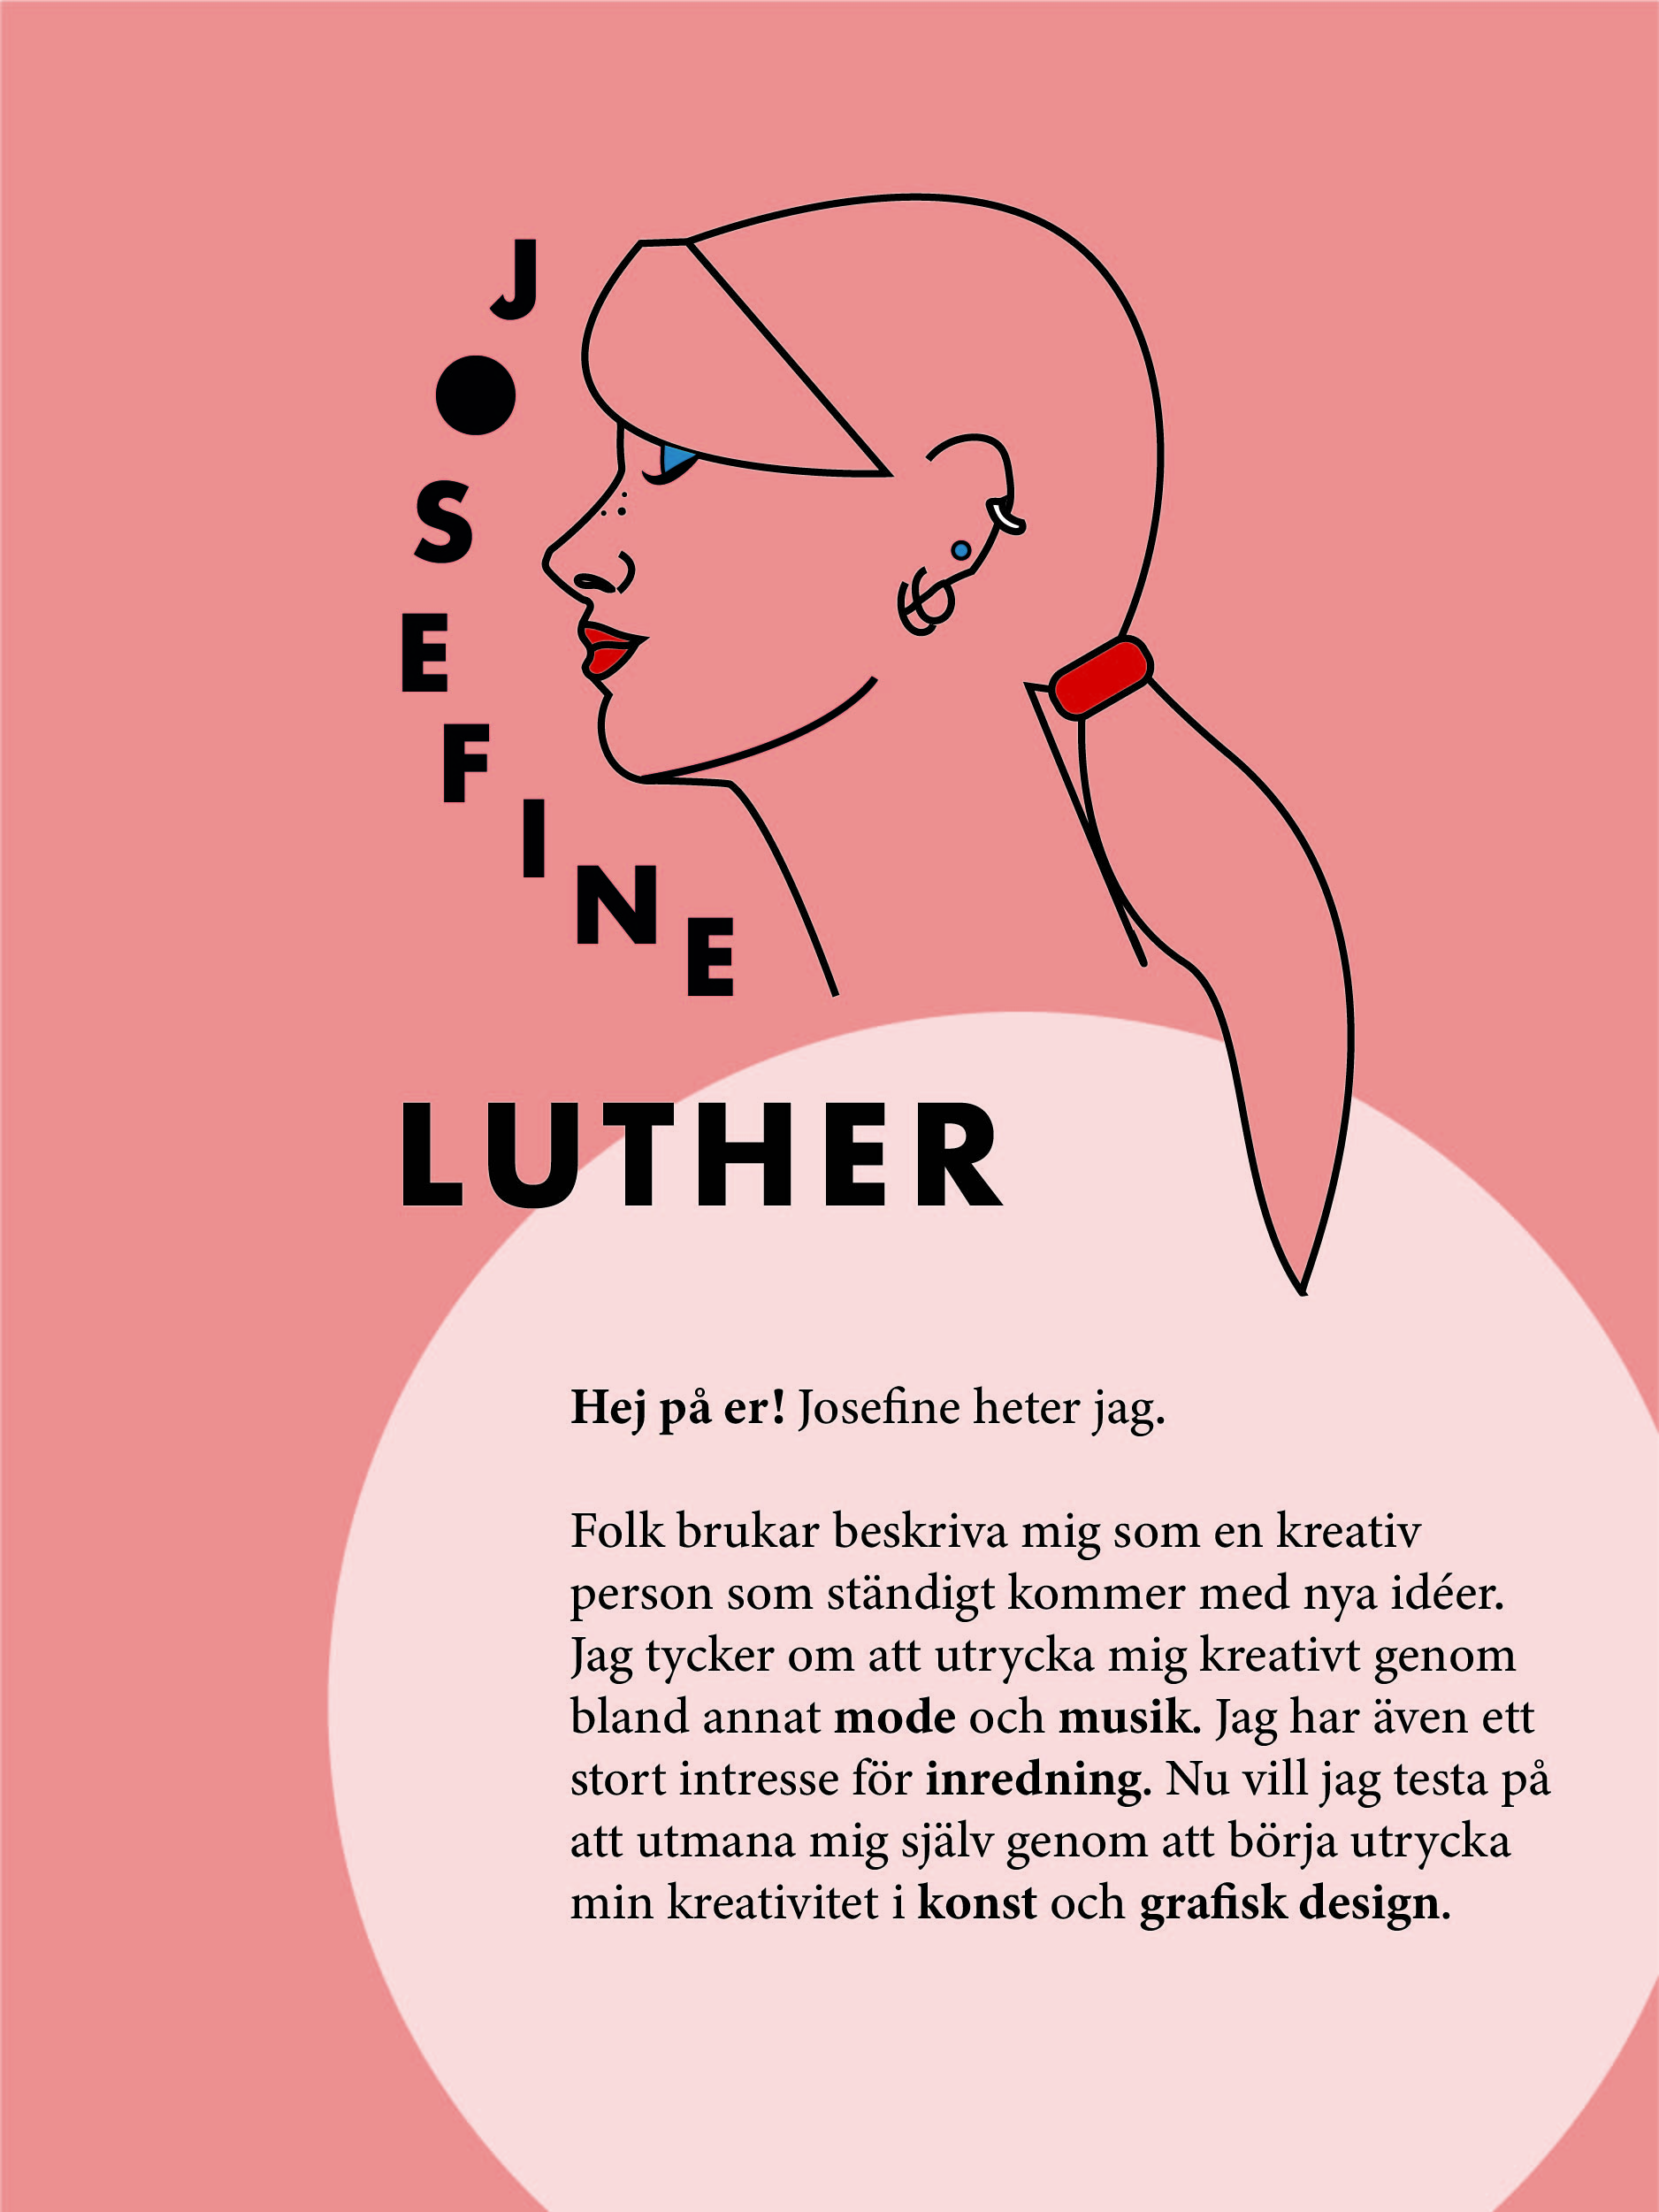 JOSEFINE
LUTHER
Hej på er! Josefine heter jag.
Folk brukar beskriva mig som en kreativ
person som ständigt kommer med nya idéer.
Jag tycker om att utrycka mig kreativt genom
bland annat mode och musik. Jag har även ett
stort intresse för inredning. Nu vill jag testa på
att utmana mig själv genom att börja utrycka
min kreativitet i konst och grafisk design.